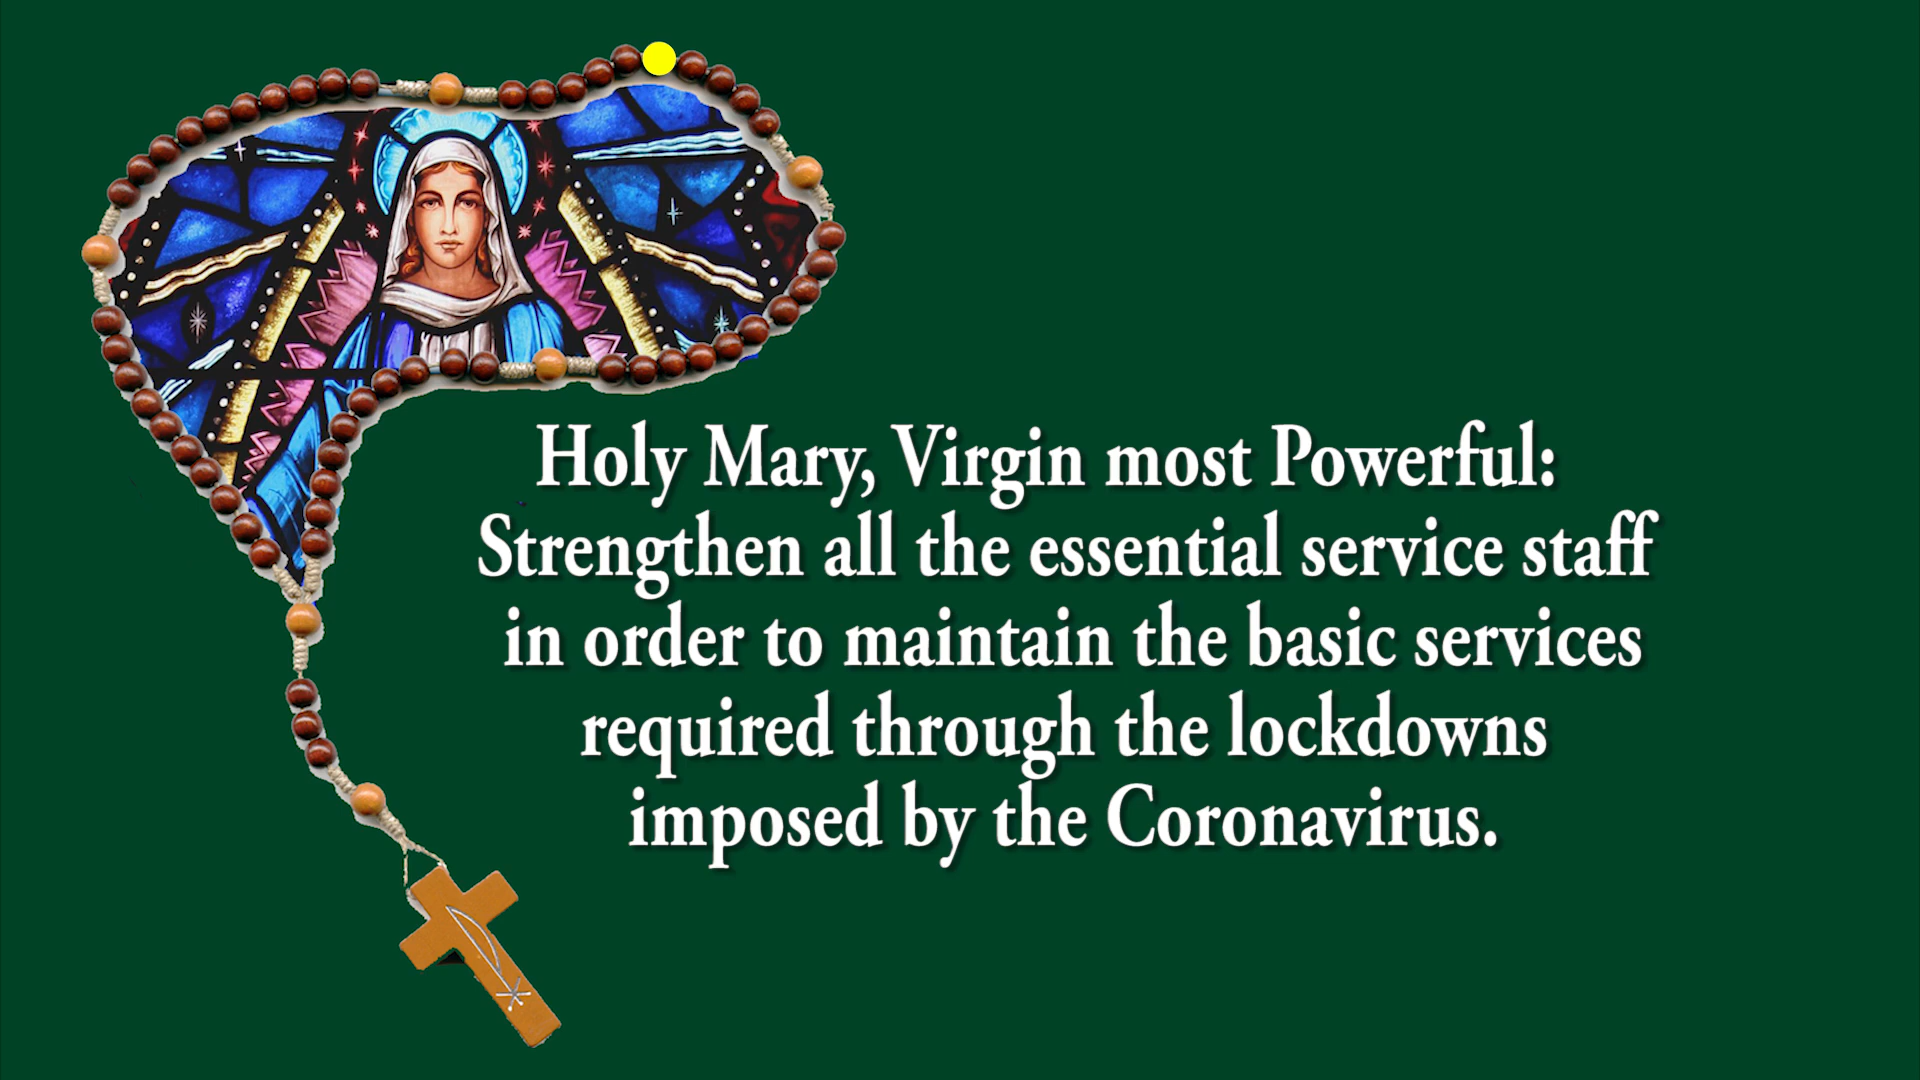 Holy Mary, Virgin most Powerful:
Strengthen all the essential service staff
in order to maintain the basic services
required through the lockdowns
imposed by the Coronavirus.